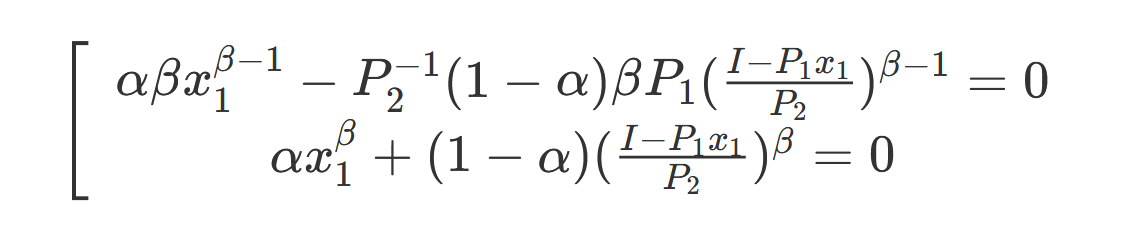 [ αβx_1^{β−1} − P_2^{−1}(1 − α)βP_1(\frac{I−P_1x_1}{P_2})^{β−1} = 0
αx_1^β + (1 − α)(\frac{I−P_1x_1}{P_2})^β = 0